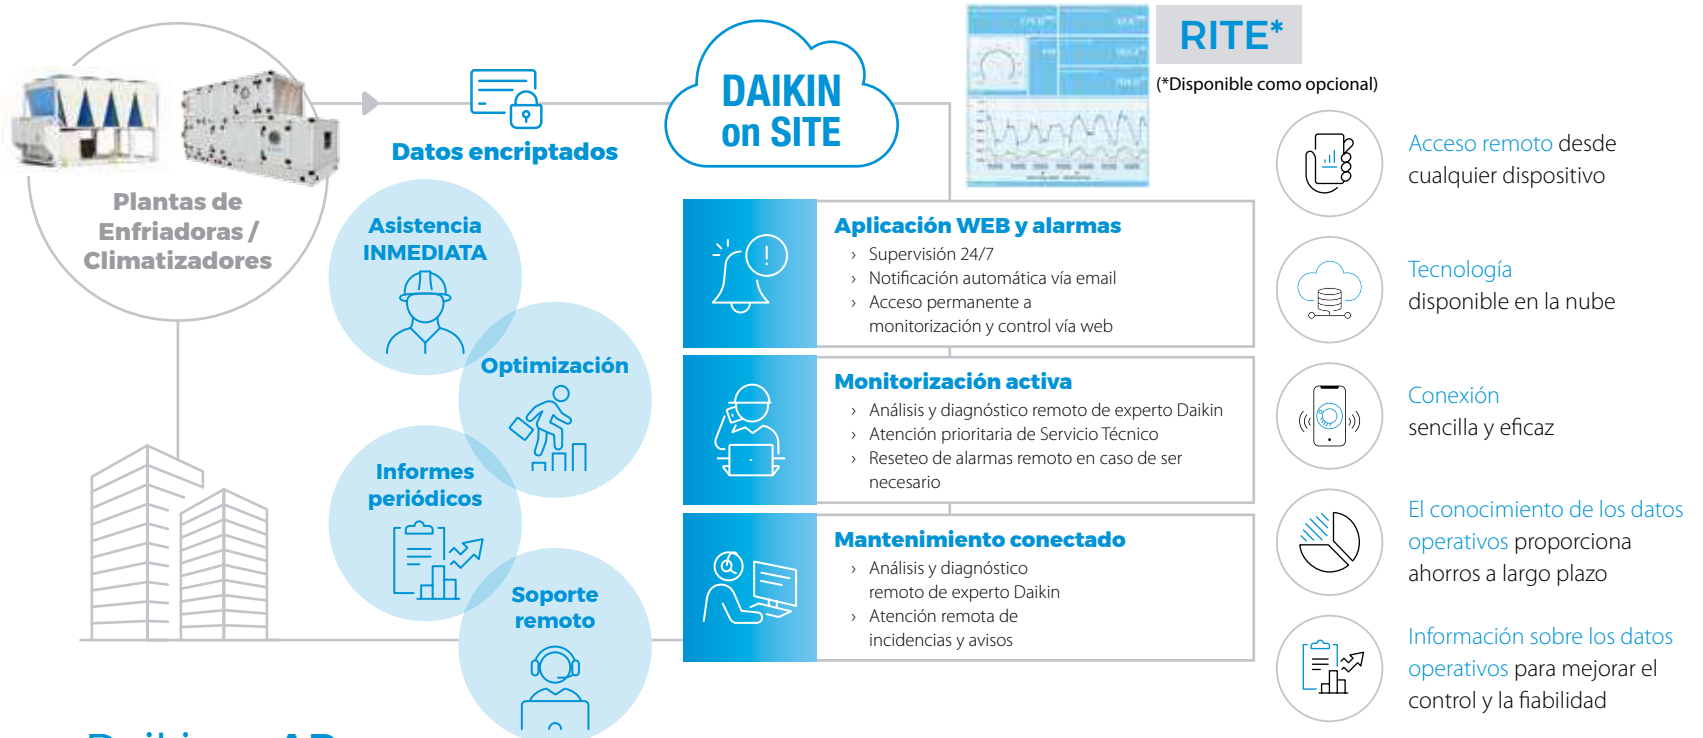 DAIKIN
on SITE
RITE*
(*Disponible como opcional)
Datos encriptados
Plantas de
Enfriadoras /
Climatizadores
Asistencia
INMEDIATA
Optimización
Informes
periódicos
Soporte
remoto
Aplicación WEB y alarmas
› Supervisión 24/7
› Notificación automática vía email
› Acceso permanente a
monitorización y control vía web
Monitorización activa
› Análisis y diagnóstico remoto de experto Daikin
› Atención prioritaria de Servicio Técnico
› Reseteo de alarmas remoto en caso de ser
necesario
Mantenimiento conectado
› Análisis y diagnóstico
remoto de experto Daikin
› Atención remota de
incidencias y avisos
Acceso remoto desde
cualquier dispositivo
Tecnología
disponible en la nube
Conexión
sencilla y eficaz
El conocimiento de los datos
operativos proporciona
ahorros a largo plazo
Información sobre los datos
operativos para mejorar el
control y la fiabilidad